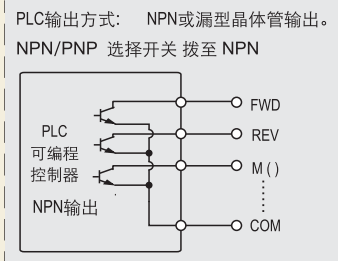 PLC输出方式: NPN或漏型晶体管输出。
NPN/PNP 选择开关 拨至 NPN
FWD
PLC
REV
可编程
控制器
M ( )
NPN输出
COM